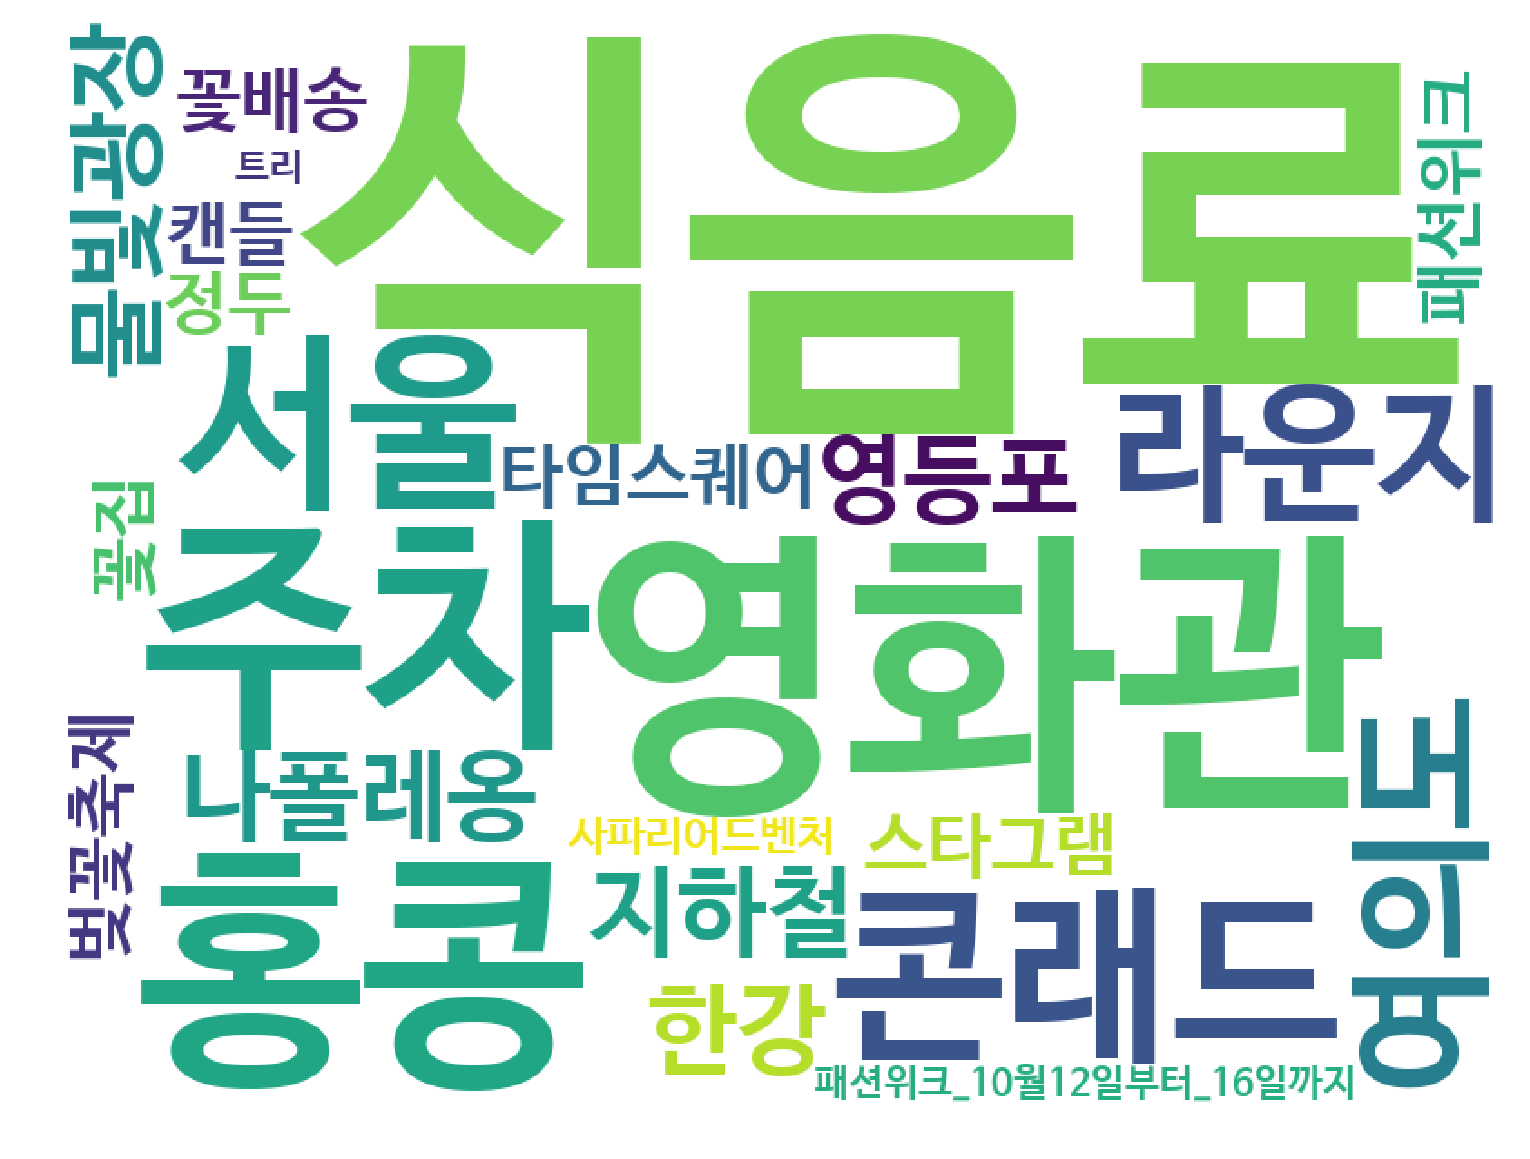 식음료
물빛광장
꽃배송
트리
캔들
정두
패션위크
서울
타임스퀘어
영등포
라운지
꽃집
주차
영화관
벚꽃축제
나폴레옹
사파리어드벤처
스타그램
여의도
홍콩
지하철
한강
콘래드
패션위크_10월12일부터_16일까지